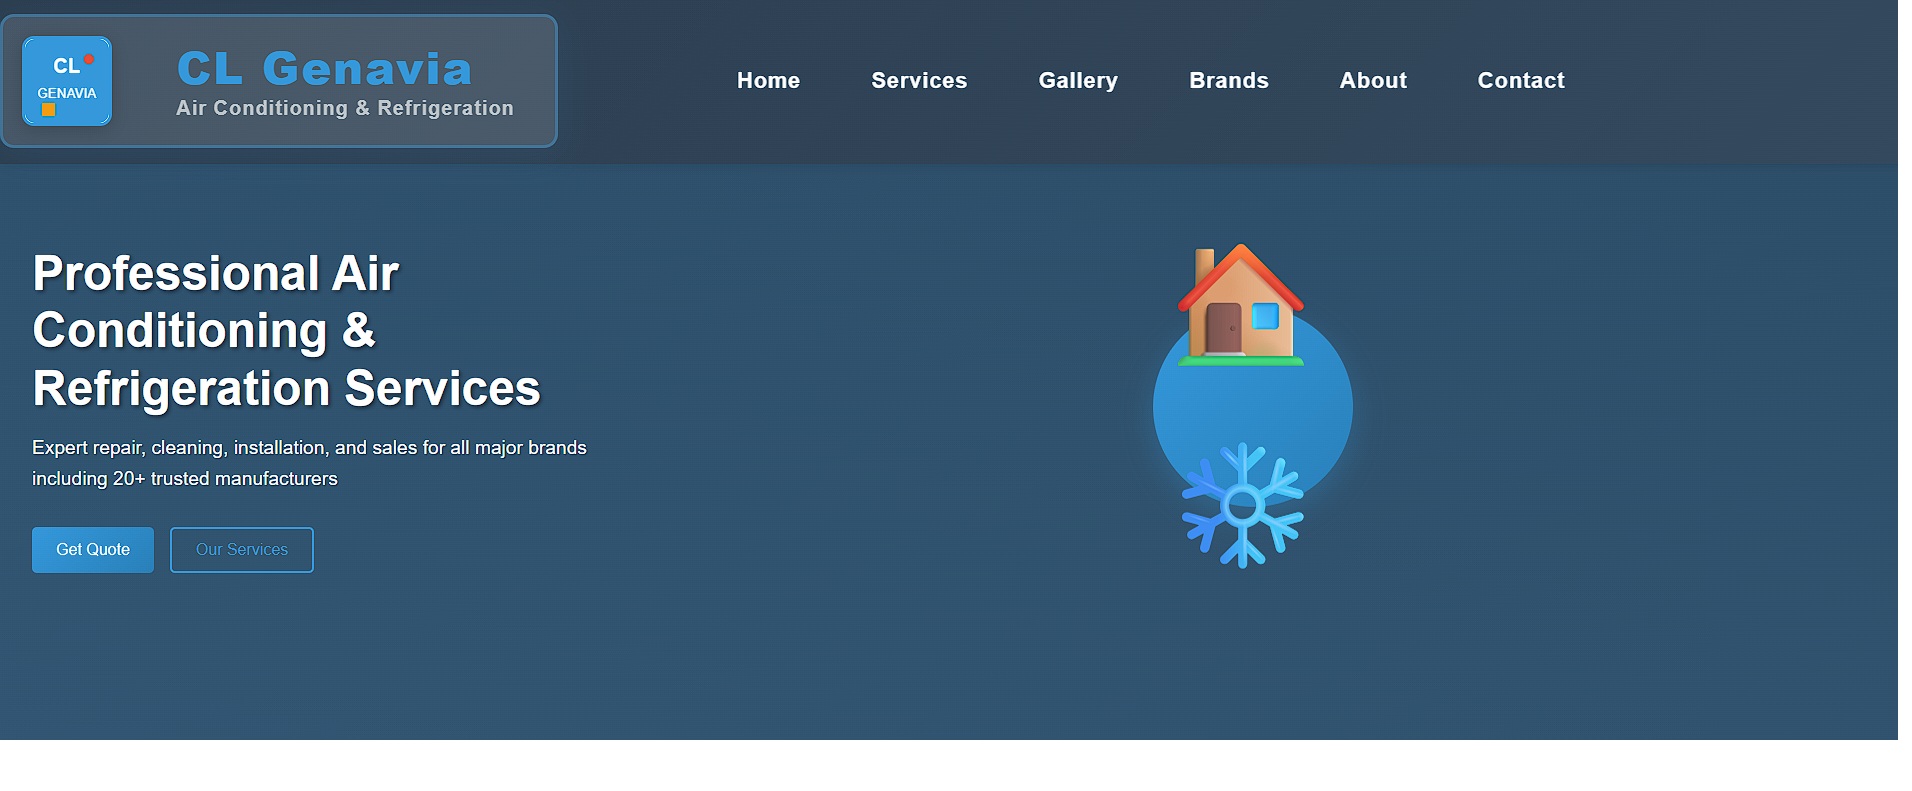 CL
GENAVIA
CL Genavia
Air Conditioning & Refrigeration
Home
Services
Gallery
Brands
About
Contact
Professional Air
Conditioning &
Refrigeration Services
Expert repair, cleaning, installation, and sales for all major brands
including 20+ trusted manufacturers
Get Quote
Our Services